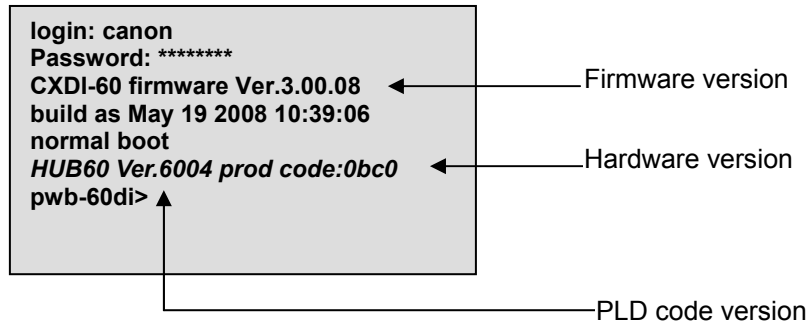 login: canon
Password: ********
CXDI-60 firmware Ver.3.00.08
build as May 19 2008 10:39:06
normal boot
HUB60 Ver.6004 prod code:0bc0
pwb-60di>
Firmware version
Hardware version
PLD code version